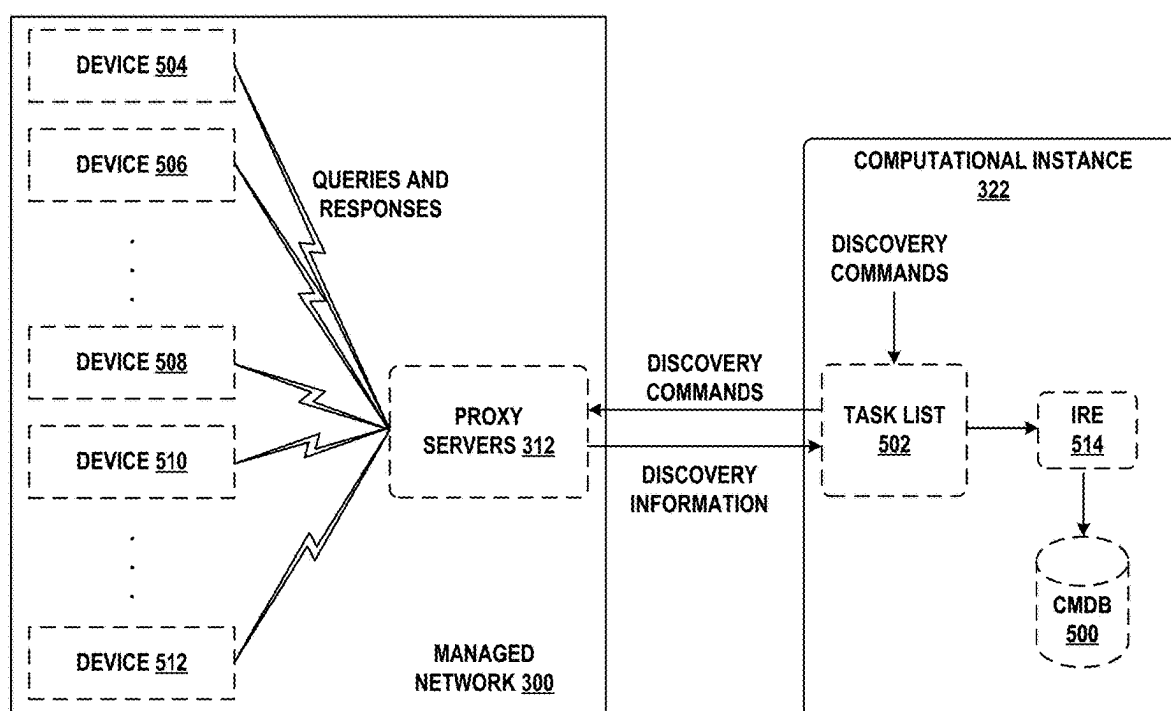 DEVICE 504
DEVICE 506
DEVICE 508
DEVICE 510
DEVICE 512
QUERIES AND
RESPONSES
PROXY
SERVERS 312
MANAGED
NETWORK 300
DISCOVERY
COMMANDS
DISCOVERY
INFORMATION
COMPUTATIONAL INSTANCE
322
DISCOVERY
COMMANDS
TASK LIST
502
IRE
514
CMDB
500